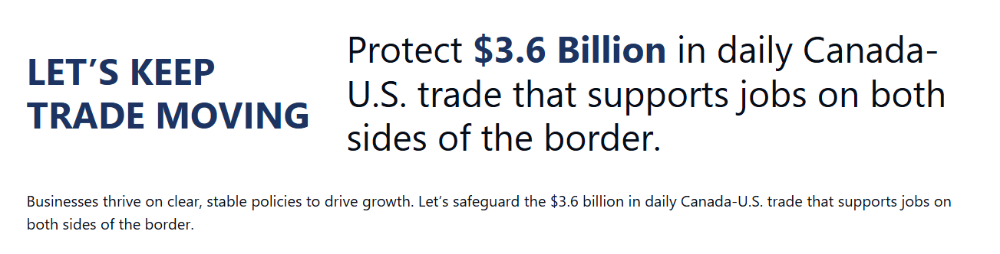 LET’S KEEP
TRADE MOVING
Protect $3.6 Billion in daily Canada-
U.S. trade that supports jobs on both
sides of the border.
Businesses thrive on clear, stable policies to drive growth. Let’s safeguard the $3.6 billion in daily Canada-U.S. trade that supports jobs on
both sides of the border.